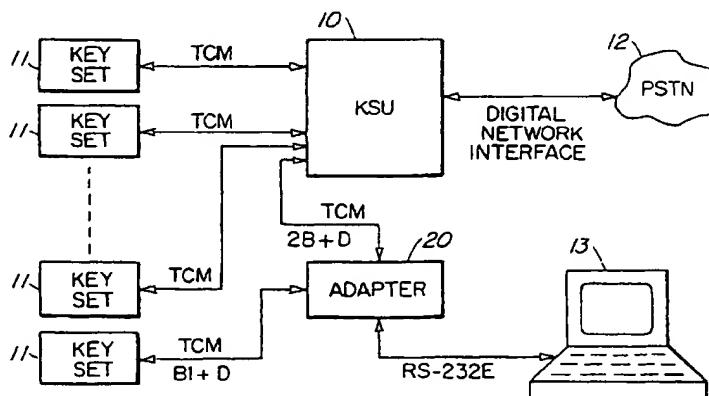 10
12
11
KEY
SET
TCM
KSU
PSTN
11
KEY
SET
TCM
DIGITAL
NETWORK
INTERFACE
TCM
2B+D
20
13
11
KEY
SET
TCM
ADAPTER
11
KEY
SET
TCM
B1+D
RS-232E